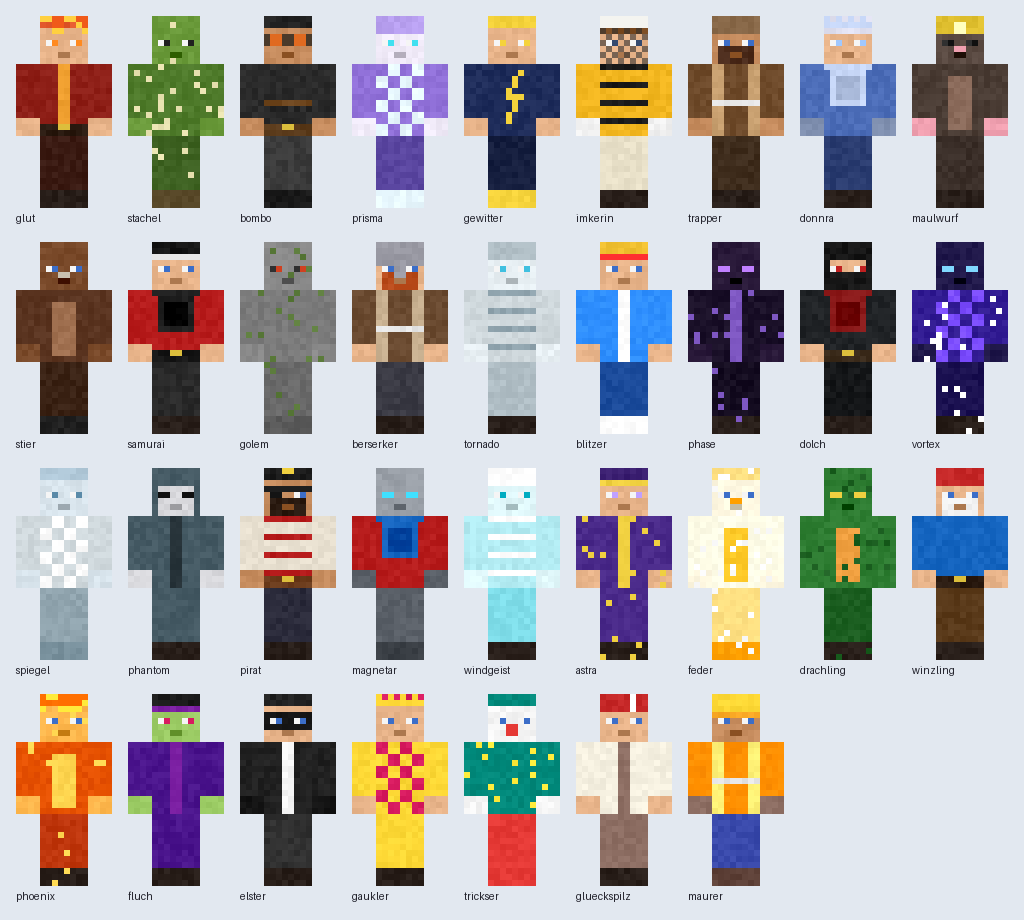 glut stachel bombo prisma gewitter imkerin trapper donnra maulwurf
stier samurai golem berserker tornado blitzer phase dolch vortex
spiegel phantom pirat magnetar windgeist astra feder drachling winzling
phoenix fluch elster gaukler trickser glueckspilz maurer